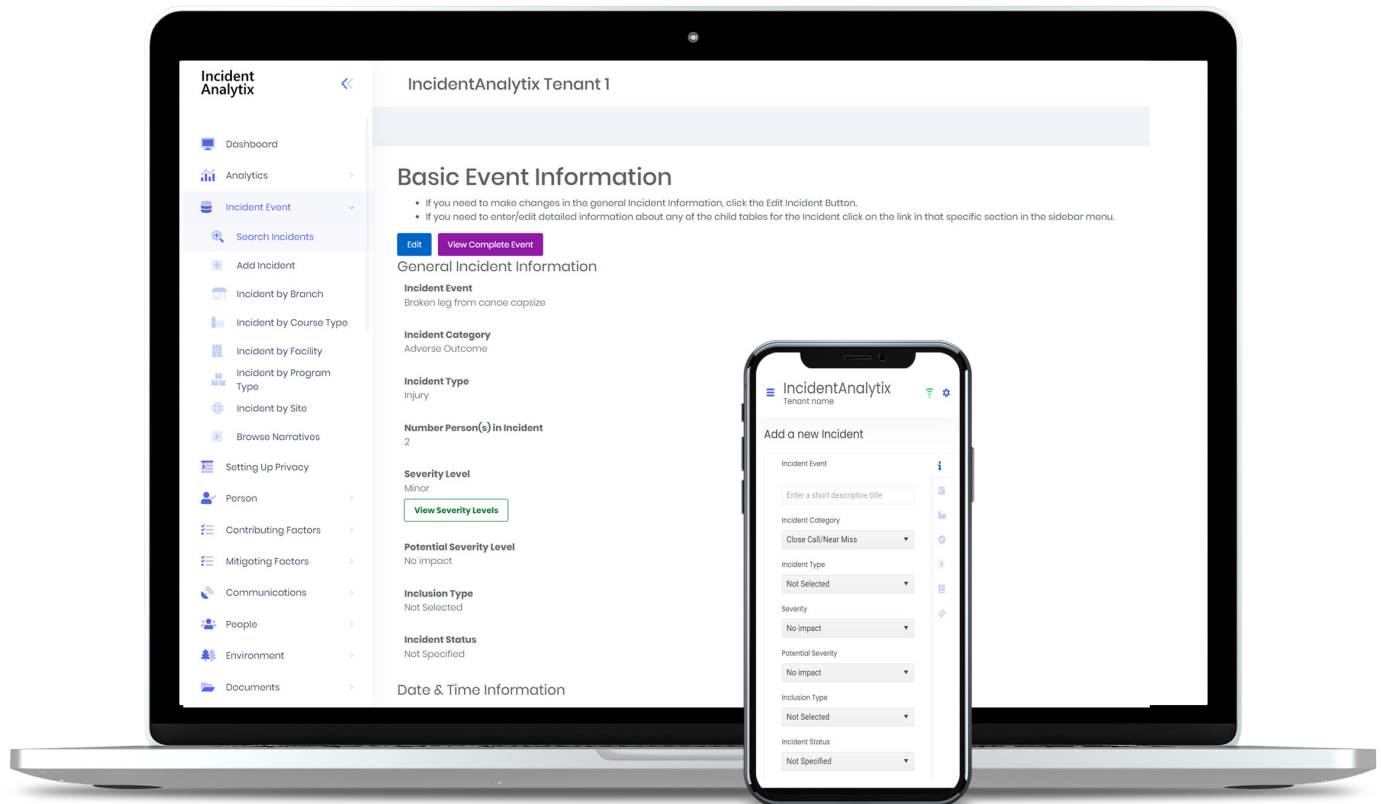 Incident
Analytix
IncidentAnalytix Tenant 1
Dashboard
Analytics
Incident Event
Search Incidents
Add Incident
Incident by Branch
Incident by Course Type
Incident by Facility
Incident by Program
Type
Incident by Site
Browse Narratives
Setting Up Privacy
Person
Contributing Factors
Mitigating Factors
Communications
People
Environment
Documents
Basic Event Information
If you need to make changes in the general Incident Information, click the Edit Incident Button.
If you need to enter/edit detailed information about any of the child tables for the Incident click on the link in that specific section in the sidebar menu.
Edit
View Complete Event
General Incident Information
Incident Event
Broken leg from canoe capsize
Incident Category
Adverse Outcome
Incident Type
Injury
Number Person(s) in Incident
2
Severity Level
Minor
View Severity Levels
Potential Severity Level
No impact
Inclusion Type
Not Selected
Incident Status
Not Specified
Date & Time Information
IncidentAnalytix
Tenant name
Add a new Incident
Incident Event
Enter a short descriptive title
Incident Category
Close Call/Near Miss
Incident Type
Not Selected
Severity
No impact
Potential Severity
No impact
Inclusion Type
Not Selected
Incident Status
Not Specified